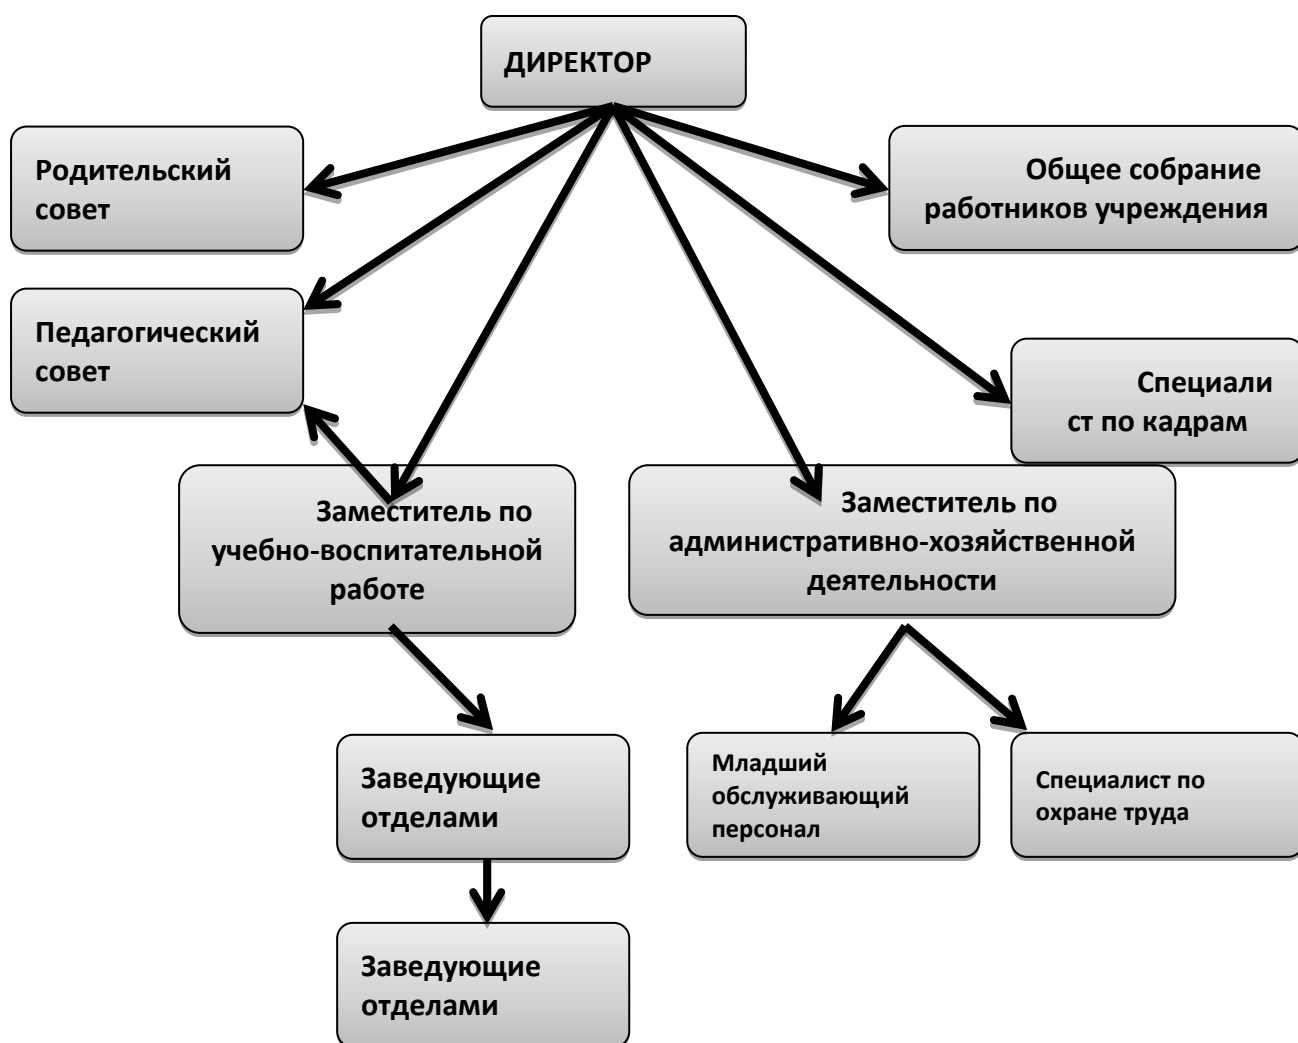 ДИРЕКТОР
Родительский
совет
Общее собрание
работников учреждения
Педагогический
совет
Специали
ст по кадрам
Заместитель по
учебно-воспитательной
работе
Заместитель по
административно-хозяйственной
деятельности
Заведующие
отделами
Младший
обслуживающий
персонал
Специалист по
охране труда
Заведующие
отделами